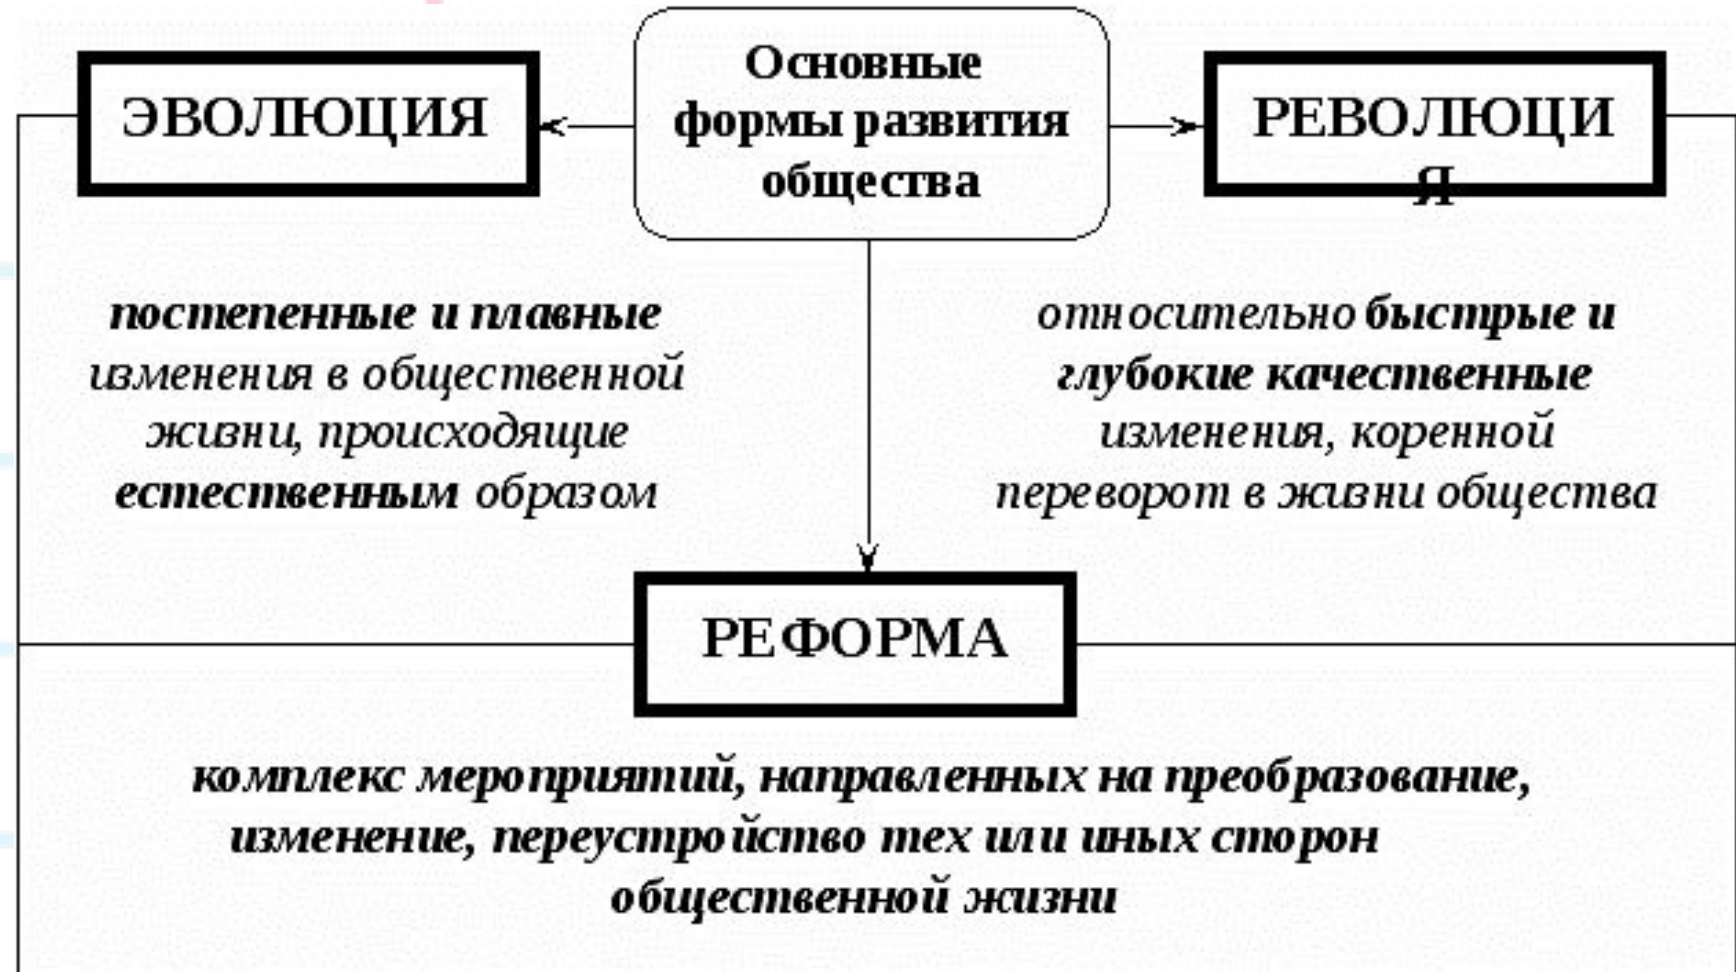 Основные
формы развития
общества
ЭВОЛЮЦИЯ
РЕВОЛЮЦИ
Я
постепенные и плавные
изменения в общественной
жизни, происходящие
естественным образом
относительно быстрые и
глубокие качественные
изменения, коренной
переворот в жизни общества
РЕФОРМА
комплекс мероприятий, направленных на преобразование,
изменение, переустройство тех или иных сторон
общественной жизни